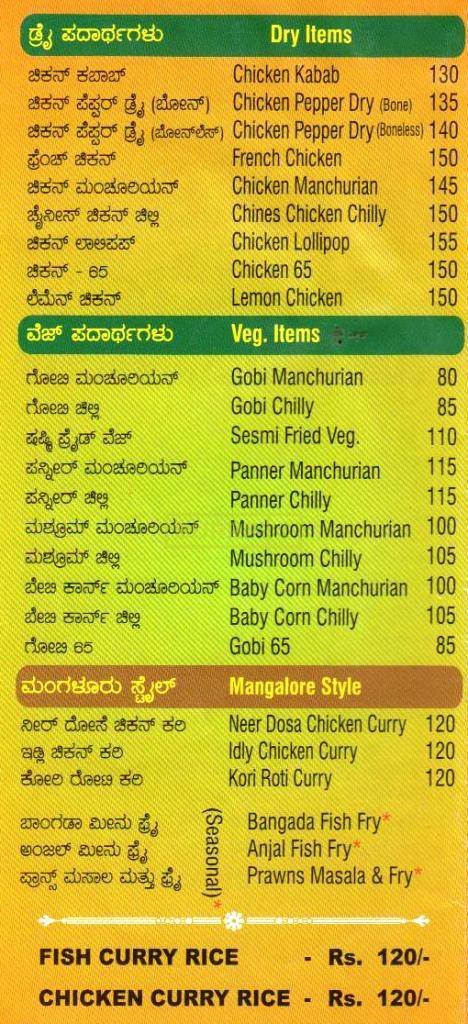 ಡ್ರೈ ಪದಾರ್ಥಗಳು Dry Items
ಚಿಕನ್ ಕಬಾಬ್ Chicken Kabab 130
ಚಿಕನ್ ಪೆಪ್ಪರ್ ಡ್ರೈ (ಬೋನ್) Chicken Pepper Dry (Bone) 135
ಚಿಕನ್ ಪೆಪ್ಪರ್ ಡ್ರೈ (ಬೋನ್‌ಲೆಸ್) Chicken Pepper Dry (Boneless) 140
ಫ್ರೆಂಚ್ ಚಿಕನ್ French Chicken 150
ಚಿಕನ್ ಮಂಚೂರಿಯನ್ Chicken Manchurian 145
ಚೈನೀಸ್ ಚಿಕನ್ ಚಿಲ್ಲಿ Chines Chicken Chilly 150
ಚಿಕನ್ ಲಾಲಿಪಪ್ Chicken Lollipop 155
ಚಿಕನ್ - 65 Chicken 65 150
ಲೆಮೆನ್ ಚಿಕನ್ Lemon Chicken 150
ವೆಜ್ ಪದಾರ್ಥಗಳು Veg. Items
ಗೋಬಿ ಮಂಚೂರಿಯನ್ Gobi Manchurian 80
ಗೋಬಿ ಚಿಲ್ಲಿ Gobi Chilly 85
ಫ್ರೈಡ್ ವೆಜ್ Sesmi Fried Veg. 110
ಪನ್ನೀರ್ ಮಂಚೂರಿಯನ್ Panner Manchurian 115
ಪನ್ನೀರ್ ಚಿಲ್ಲಿ Panner Chilly 115
ಮಶ್ರೂಮ್ ಮಂಚೂರಿಯನ್ Mushroom Manchurian 100
ಮಶ್ರೂಮ್ ಚಿಲ್ಲಿ Mushroom Chilly 105
ಬೇಬಿ ಕಾರ್ನ್ ಮಂಚೂರಿಯನ್ Baby Corn Manchurian 100
ಬೇಬಿ ಕಾರ್ನ್ ಚಿಲ್ಲಿ Baby Corn Chilly 105
ಗೋಬಿ 65 Gobi 65 85
ಮಂಗಳೂರು ಸ್ಟೈಲ್ Mangalore Style
ನೀರ್ ದೋಸೆ ಚಿಕನ್ ಕರಿ Neer Dosa Chicken Curry 120
ಇಡ್ಲಿ ಚಿಕನ್ ಕರಿ Idly Chicken Curry 120
ಕೋರಿ ರೋಟಿ ಕರಿ Kori Roti Curry 120
ಬಾಂಗಡಾ ಮೀನು ಫ್ರೈ Bangada Fish Fry*
ಅಂಜಲ್ ಮೀನು ಫ್ರೈ Anjal Fish Fry*
ಪ್ರಾನ್ಸ್ ಮಸಾಲ ಮತ್ತು ಫ್ರೈ Prawns Masala & Fry*
(Seasonal)*
FISH CURRY RICE - Rs. 120/-
CHICKEN CURRY RICE - Rs. 120/-